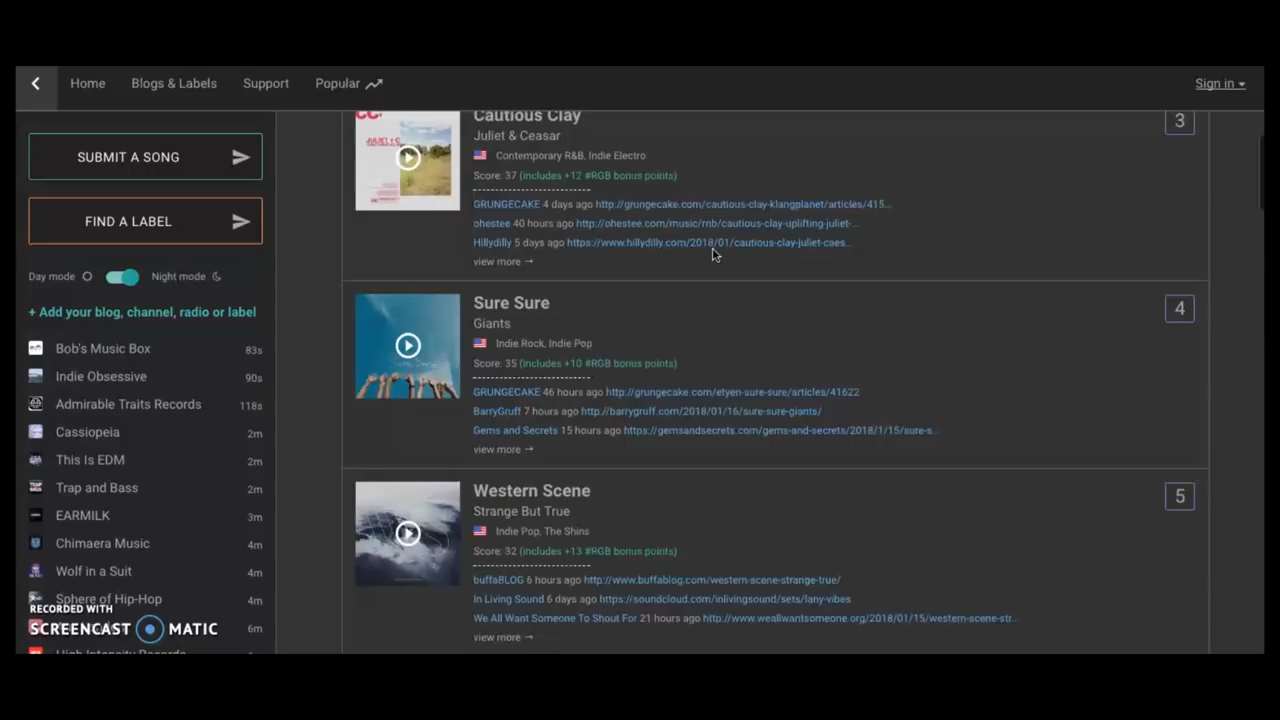 Home Blogs & Labels Support Popular Sign in
SUBMIT A SONG
FIND A LABEL
Day mode Night mode
+ Add your blog, channel, radio or label
Bob's Music Box 83s
Indie Obsessive 90s
Admirable Traits Records 118s
Cassiopeia 2m
This Is EDM 2m
Trap and Bass 2m
EARMILK 3m
Chimaera Music 4m
Wolf in a Suit 4m
Sphere of Hip-Hop 4m
RECORDED WITH
SCREENCAST MATIC 6m
High Intensity Records
Cautious Clay 3
Juliet & Ceasar
Contemporary R&B, Indie Electro
Score: 37 (includes +12 #RGB bonus points)
GRUNGECAKE 4 days ago http://grungecake.com/cautious-clay-klangplanet/articles/415...
ohestee 40 hours ago http://ohestee.com/music/rnb/cautious-clay-uplifting-juliet-...
Hillydilly 5 days ago https://www.hillydilly.com/2018/01/cautious-clay-juliet-caes...
view more →
Sure Sure 4
Giants
Indie Rock, Indie Pop
Score: 35 (includes +10 #RGB bonus points)
GRUNGECAKE 46 hours ago http://grungecake.com/etyen-sure-sure/articles/41622
BarryGruff 7 hours ago http://barrygruff.com/2018/01/16/sure-sure-giants/
Gems and Secrets 15 hours ago https://gemsandsecrets.com/gems-and-secrets/2018/1/15/sure-s...
view more →
Western Scene 5
Strange But True
Indie Pop, The Shins
Score: 32 (includes +13 #RGB bonus points)
buffaBLOG 6 hours ago http://www.buffablog.com/western-scene-strange-true/
In Living Sound 6 days ago https://soundcloud.com/inlivingsound/sets/lany-vibes
We All Want Someone To Shout For 21 hours ago http://www.weallwantsomeone.org/2018/01/15/western-scene-str...
view more →